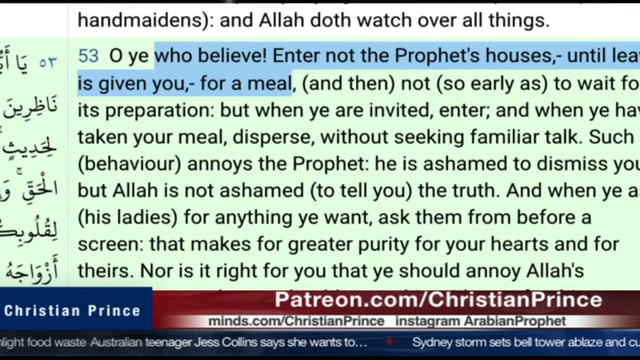 handmaidens): and Allah doth watch over all things.
53 O ye who believe! Enter not the Prophet's houses,- until lea
is given you,- for a meal, (and then) not (so early as) to wait fo
its preparation: but when ye are invited, enter; and when ye hav
taken your meal, disperse, without seeking familiar talk. Such
(behaviour) annoys the Prophet: he is ashamed to dismiss you
but Allah is not ashamed (to tell you) the truth. And when ye a
(his ladies) for anything ye want, ask them from before a
screen: that makes for greater purity for your hearts and for
theirs. Nor is it right for you that ye should annoy Allah's
٥٣ يَا أَيُّ
نَاظِرِينَ
لِحَدِيثٍ ۚ
الْحَقِّ ۚ وَ
لِقُلُوبِكُ
أَزْوَاجَهُ
Christian Prince
Patreon.com/ChristianPrince
minds.com/ChristianPrince instagram ArabianProphet
nlight food waste Australian teenager Jess Collins says she wants to… Sydney storm sets bell tower ablaze and cu